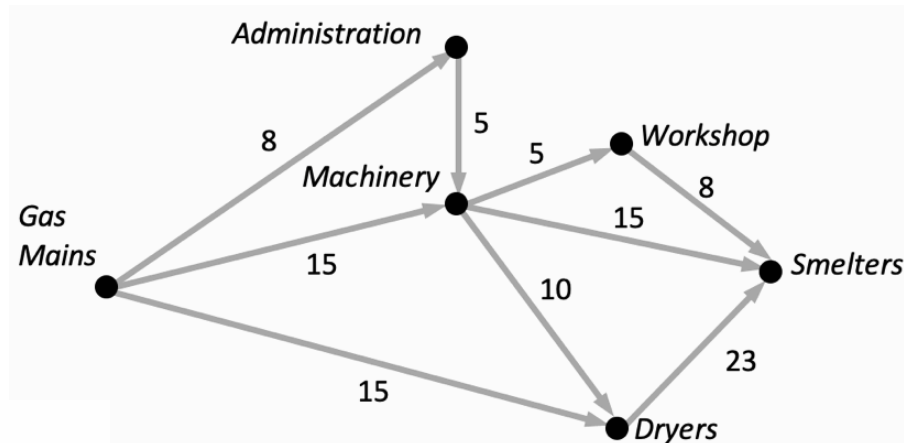 Administration
8
5
Workshop
5
Machinery
8
Gas
Mains
15
15
Smelters
10
23
15
Dryers